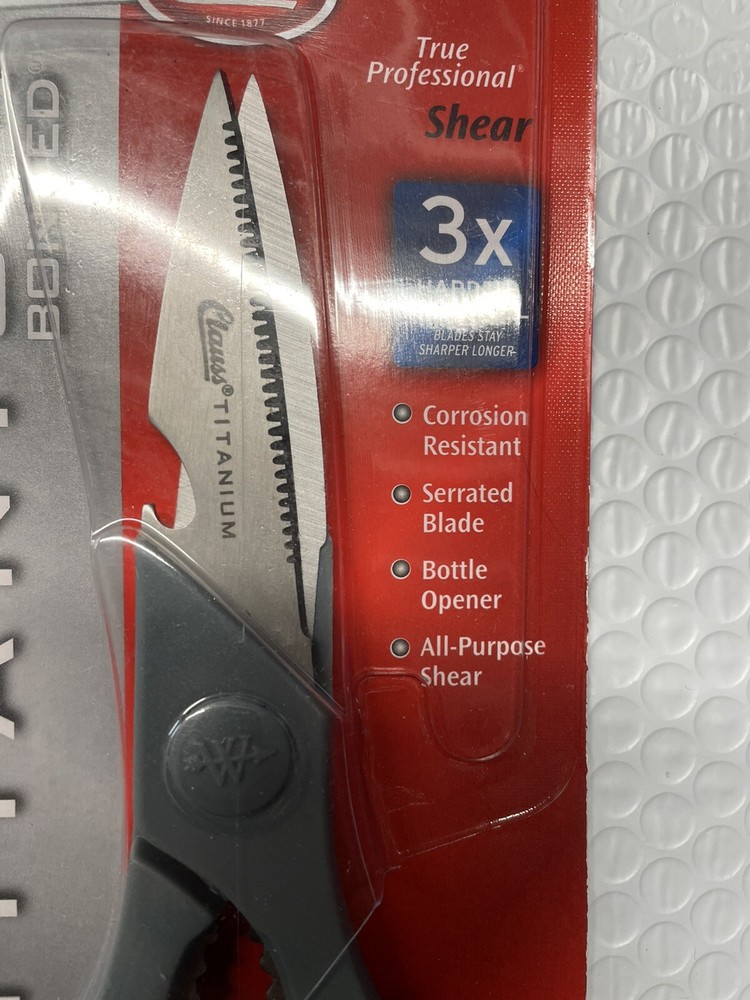 SINCE 1877
True
Professional®
Shear
3x
HARDER
BLADES STAY
SHARPER LONGER
Corrosion
Resistant
Serrated
Blade
Bottle
Opener
All-Purpose
Shear
Clauss® TITANIUM
W